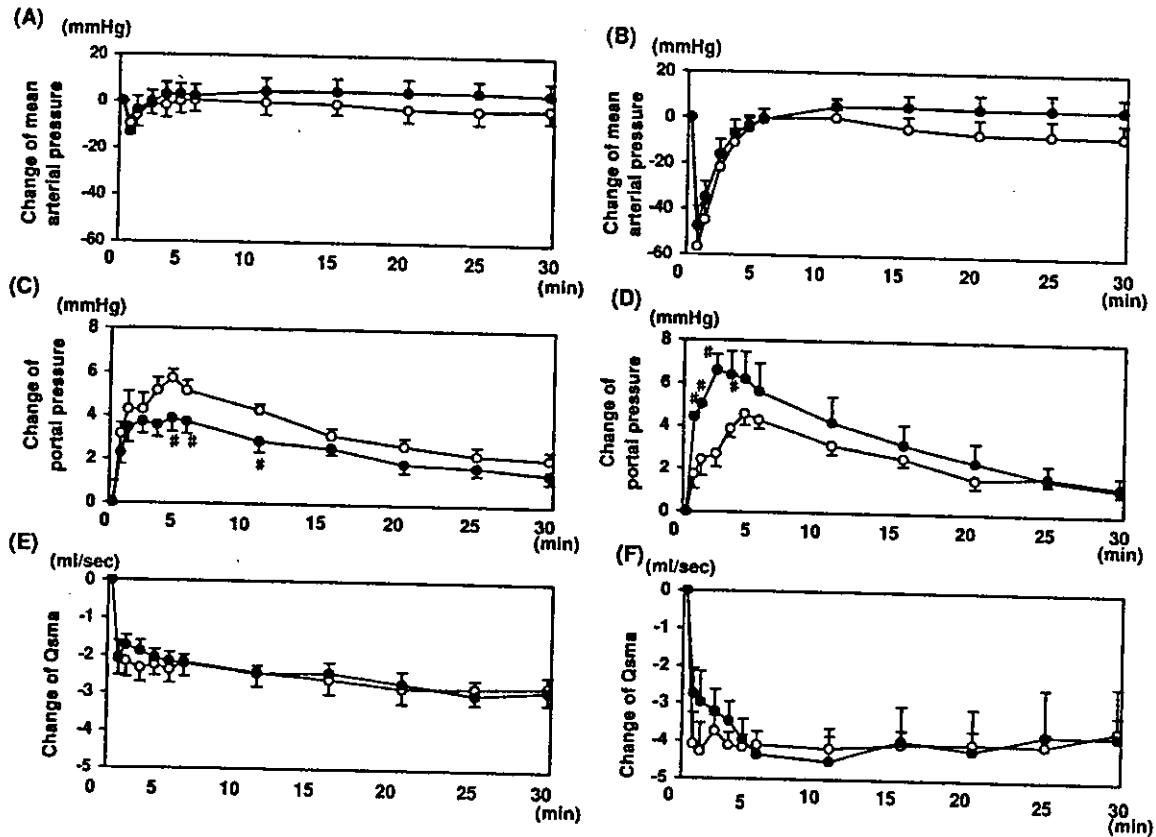 (A)
(mmHg)
20
0
-20
-40
-60
Change of mean
arterial pressure
0 5 10 15 20 25 30
(min)
(B)
(mmHg)
20
0
-20
-40
-60
Change of mean
arterial pressure
0 5 10 15 20 25 30
(min)
(C)
(mmHg)
8
6
4
2
0
Change of
portal pressure
# #
#
0 5 10 15 20 25 30
(min)
(D)
(mmHg)
8
6
4
2
0
Change of
portal pressure
#
# #
#
0 5 10 15 20 25 30
(min)
(E)
(ml/sec)
0
-1
-2
-3
-4
-5
Change of Qsma
0 5 10 15 20 25 30
(min)
(F)
(ml/sec)
0
-1
-2
-3
-4
-5
Change of Qsma
0 5 10 15 20 25 30
(min)